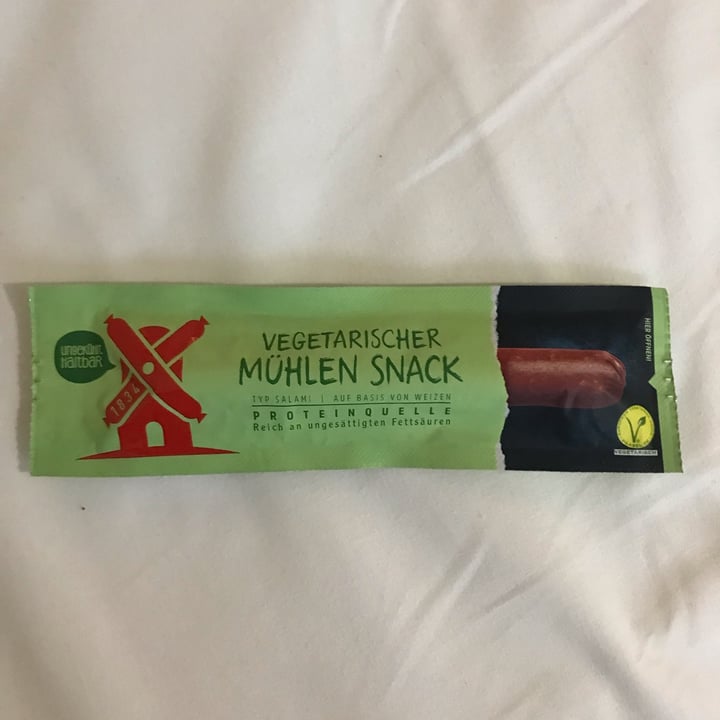 ungekühlt
haltbar
1834
VEGETARISCHER
MÜHLEN SNACK
TYP SALAMI | AUF BASIS VON WEIZEN
PROTEINQUELLE
Reich an ungesättigten Fettsäuren
HIER ÖFFNEN!
VEGETARISCH